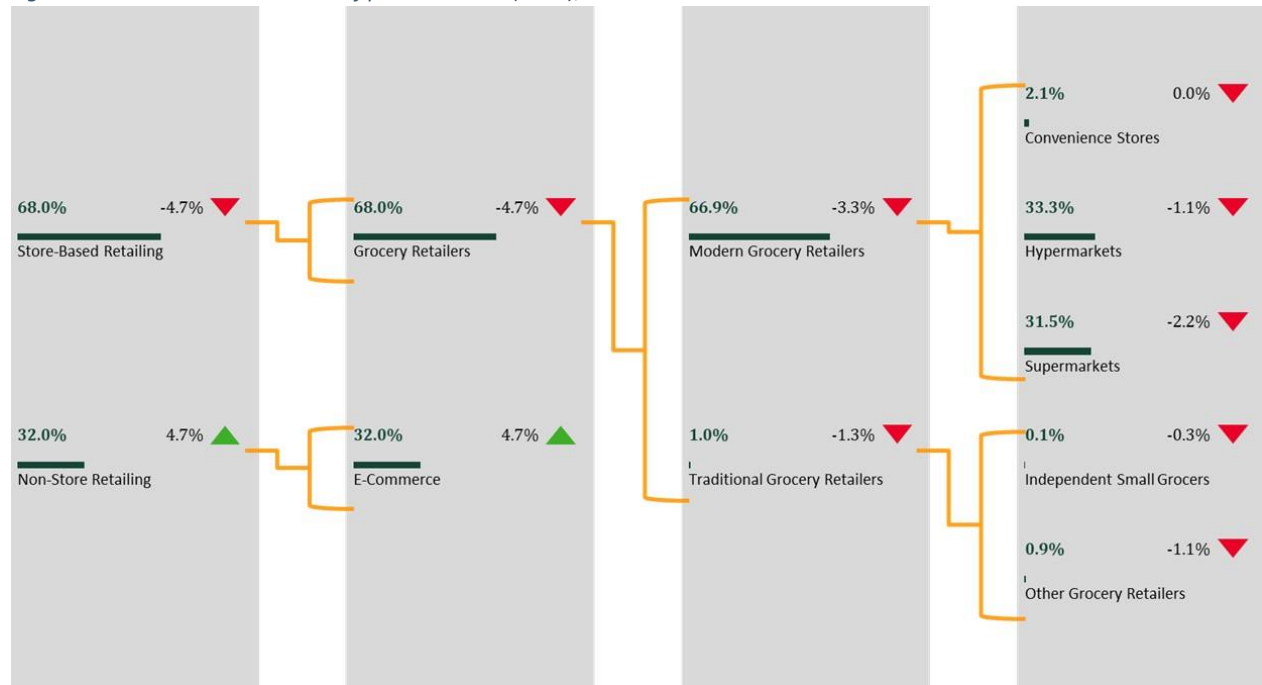 68.0% -4.7%
Store-Based Retailing
32.0% 4.7%
Non-Store Retailing
68.0% -4.7%
Grocery Retailers
32.0% 4.7%
E-Commerce
66.9% -3.3%
Modern Grocery Retailers
1.0% -1.3%
Traditional Grocery Retailers
2.1% 0.0%
Convenience Stores
33.3% -1.1%
Hypermarkets
31.5% -2.2%
Supermarkets
0.1% -0.3%
Independent Small Grocers
0.9% -1.1%
Other Grocery Retailers